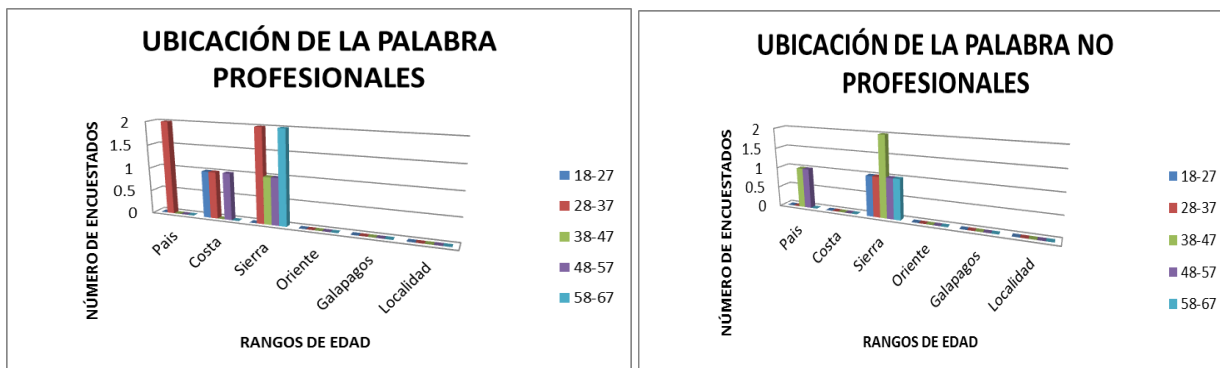 UBICACIÓN DE LA PALABRA
PROFESIONALES
NÚMERO DE ENCUESTADOS
2
1.5
1
0.5
0
Pais
Costa
Sierra
Oriente
Galapagos
Localidad
RANGOS DE EDAD
18-27
28-37
38-47
48-57
58-67
UBICACIÓN DE LA PALABRA NO
PROFESIONALES
NÚMERO DE ENCUESTADOS
2
1.5
1
0.5
0
País
Costa
Sierra
Oriente
Galápagos
Localidad
RANGOS DE EDAD
18-27
28-37
38-47
48-57
58-67